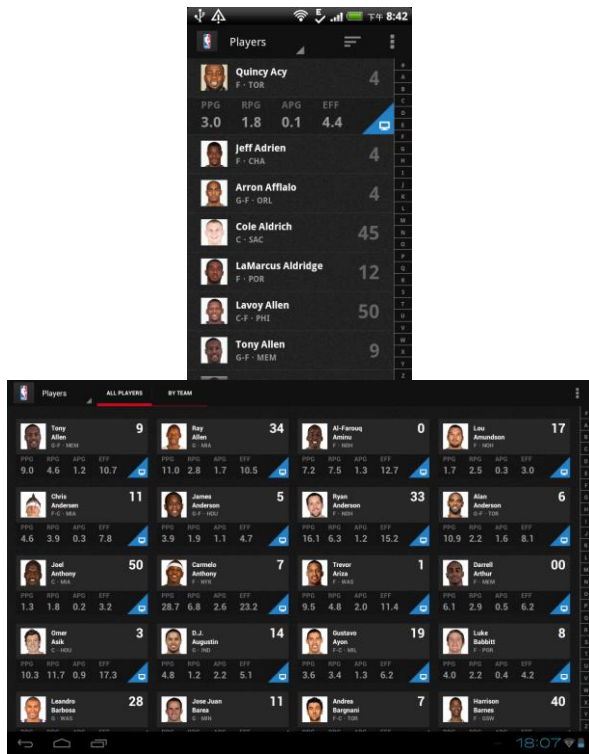 下午 8:42
Players
Quincy Acy
4
F · TOR
PPG RPG APG EFF
3.0 1.8 0.1 4.4
Jeff Adrien
4
F · CHA
Arron Afflalo
4
G-F · ORL
Cole Aldrich
45
C · SAC
LaMarcus Aldridge
12
F · POR
Lavoy Allen
50
C-F · PHI
Tony Allen
9
G-F · MEM
#
A
B
C
D
E
F
G
H
I
J
K
L
M
N
O
P
Q
R
S
T
U
V
W
X
Y
Z
Players ALL PLAYERS BY TEAM
Tony 9 Ray 34 Al-Farouq 0 Lou 17
Allen Allen Aminu Amundson
G-F · MEM G · MIA F · NOH F · NOH
PPG RPG APG EFF PPG RPG APG EFF PPG RPG APG EFF PPG RPG APG EFF
9.0 4.6 1.2 10.7 11.0 2.8 1.7 10.5 7.2 7.5 1.3 12.7 1.7 2.5 0.3 3.0
Chris 11 James 5 Ryan 33 Alan 6
Andersen Anderson Anderson Anderson
F-C · MIA G-F · HOU F · NOH G-F · TOR
PPG RPG APG EFF PPG RPG APG EFF PPG RPG APG EFF PPG RPG APG EFF
4.6 3.9 0.3 7.8 3.9 1.9 1.1 4.7 16.1 6.3 1.2 15.2 10.9 2.2 1.6 8.1
Joel 50 Carmelo 7 Trevor 1 Darrell 00
Anthony Anthony Ariza Arthur
C · MIA F · NYK F · WAS F · MEM
PPG RPG APG EFF PPG RPG APG EFF PPG RPG APG EFF PPG RPG APG EFF
1.3 1.8 0.2 3.2 28.7 6.8 2.6 23.2 9.5 4.8 2.0 11.4 6.1 2.9 0.5 6.2
Omer 3 D.J. 14 Gustavo 19 Luke 8
Asik Augustin Ayon Babbitt
C · HOU G · IND F-C · MIL F · POR
PPG RPG APG EFF PPG RPG APG EFF PPG RPG APG EFF PPG RPG APG EFF
10.3 11.7 0.9 17.3 4.8 1.2 2.2 5.1 3.6 3.4 1.3 6.2 4.0 2.2 0.4 4.2
Leandro 28 Jose Juan 11 Andrea 7 Harrison 40
Barbosa Barea Bargnani Barnes
G · WAS G · MIN F-C · TOR F · GSW
18:07